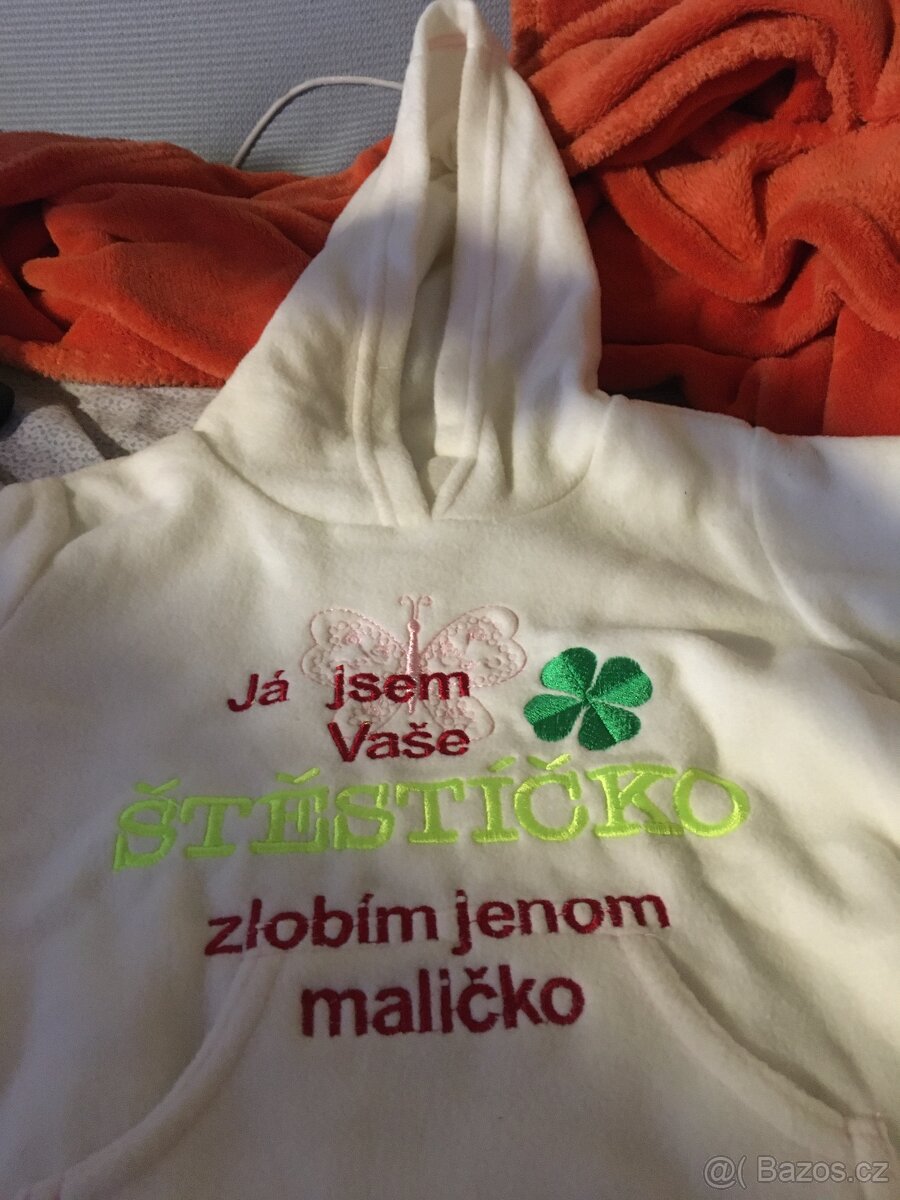 Já jsem
Vaše
ŠTĚSTÍČKO
zlobím jenom
maličko
@( Bazos.cz